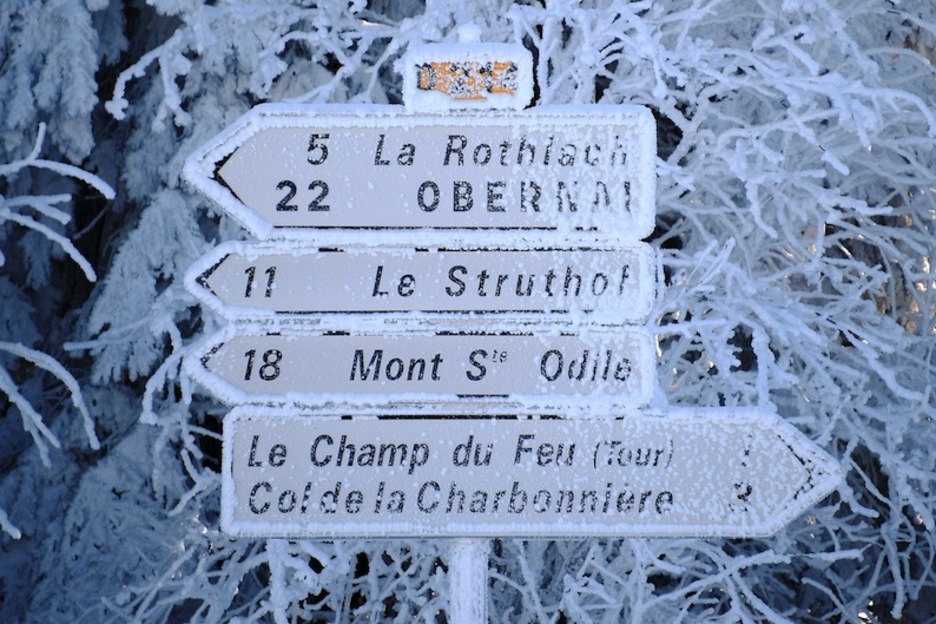 5 La Rothlach
22 OBERNAI
11 Le Struthof
18 Mont Ste Odile
Le Champ du Feu (Tour)
Col de la Charbonnière